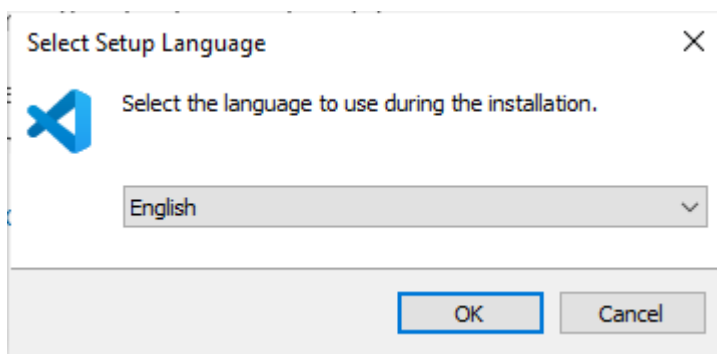 Select Setup Language
Select the language to use during the installation.
English
OK
Cancel